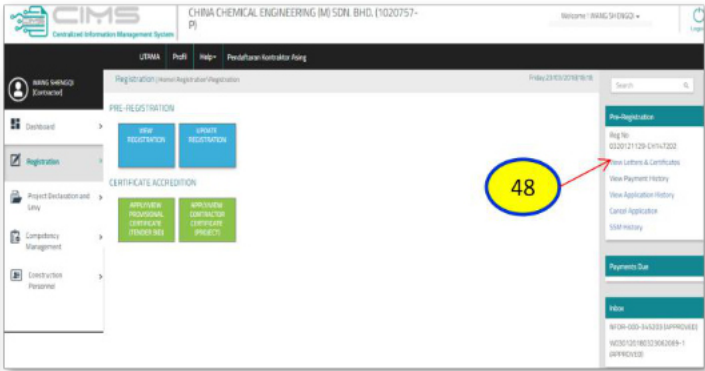 CIMS
Centralized Information Management System
CHINA CHEMICAL ENGINEERING (M) SDN. BHD. (1020757-
P)
Welcome ! WANG SHENGQI
UTAMA Profil Help Pendaftaran Kontraktor Asing
WANG SHENGQI
[Contractor]
Dashboard
Registration
Project Declaration and
Levy
Competency
Management
Construction
Personnel
Registration | Home/Registration/Registration
Friday 23/03/2018
PRE-REGISTRATION
VIEW
REGISTRATION
UPDATE
REGISTRATION
CERTIFICATE ACCREDITION
APPLY/VIEW
PROVISIONAL
CERTIFICATE
(TENDER BID)
APPLY/VIEW
CONTRACTOR
CERTIFICATE
(PROJECT)
48
Search
Pre-Registration
Reg No
View Letters & Certificates
View Payment History
View Application History
Cancel Application
SSM History
Payments Due
Inbox
(APPROVED)